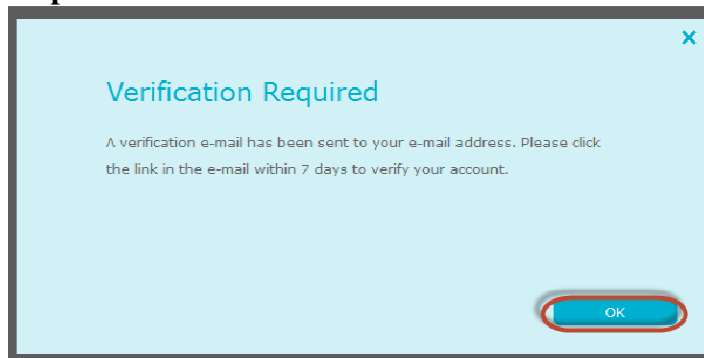 Verification Required
A verification e-mail has been sent to your e-mail address. Please click
the link in the e-mail within 7 days to verify your account.
OK